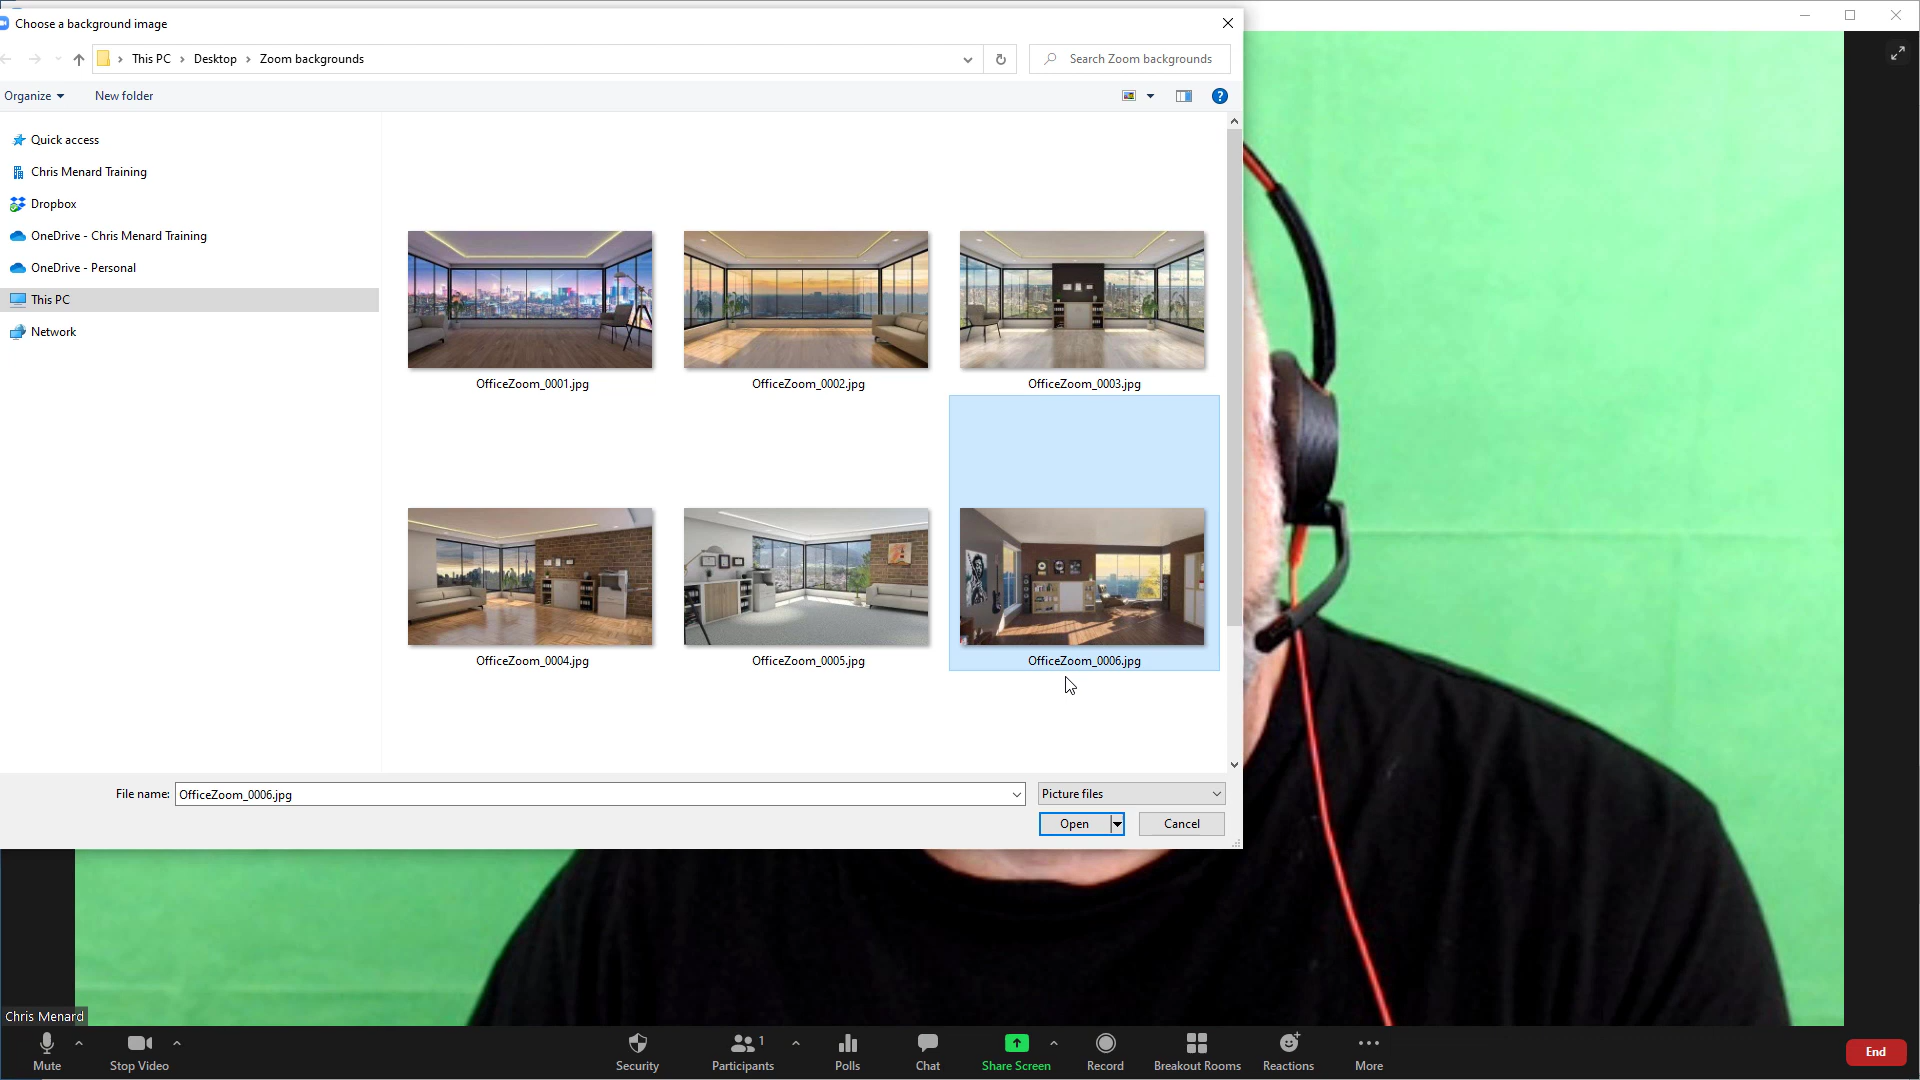 Choose a background image
This PC > Desktop > Zoom backgrounds
Search Zoom backgrounds
Organize
New folder
?
Quick access
Chris Menard Training
Dropbox
OneDrive - Chris Menard Training
OneDrive - Personal
This PC
Network
OfficeZoom_0001.jpg
OfficeZoom_0002.jpg
OfficeZoom_0003.jpg
OfficeZoom_0004.jpg
OfficeZoom_0005.jpg
OfficeZoom_0006.jpg
File name: OfficeZoom_0006.jpg
Picture files
Open
Cancel
Chris Menard
Mute
Stop Video
Security
Participants
1
Polls
Chat
Share Screen
Record
Breakout Rooms
Reactions
More
End